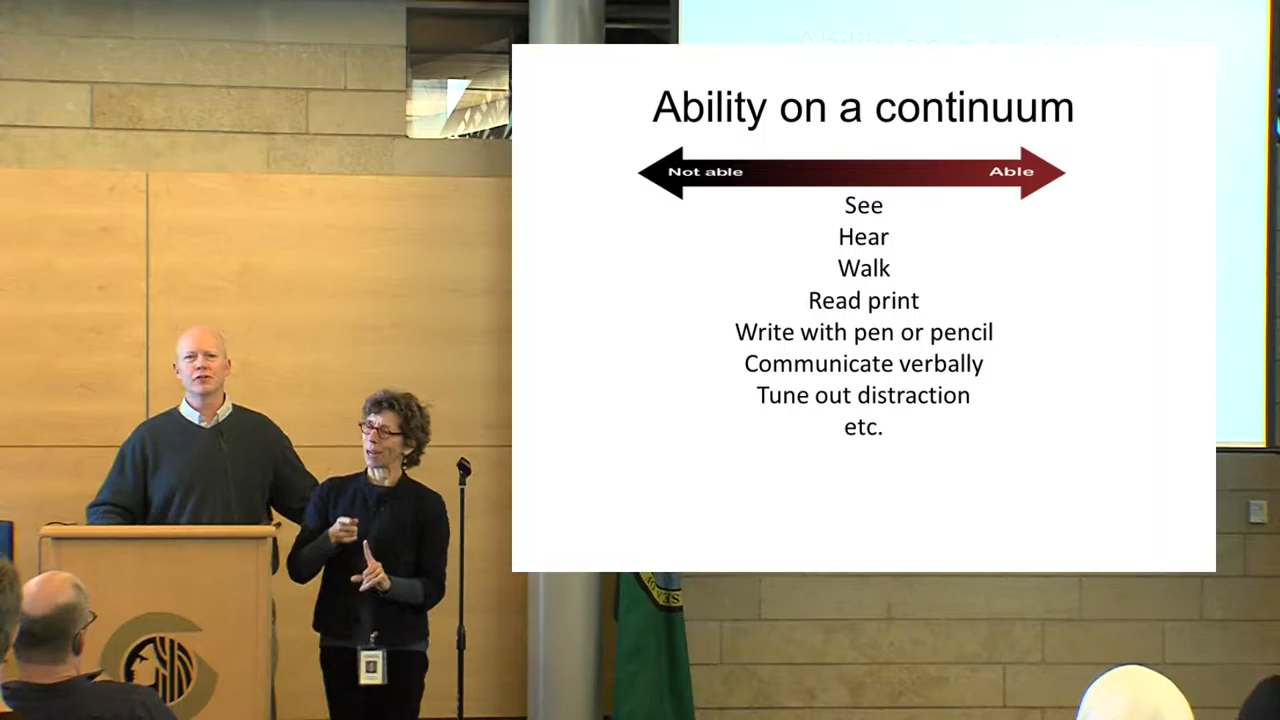 Ability on a continuum
Not able
Able
See
Hear
Walk
Read print
Write with pen or pencil
Communicate verbally
Tune out distraction
etc.